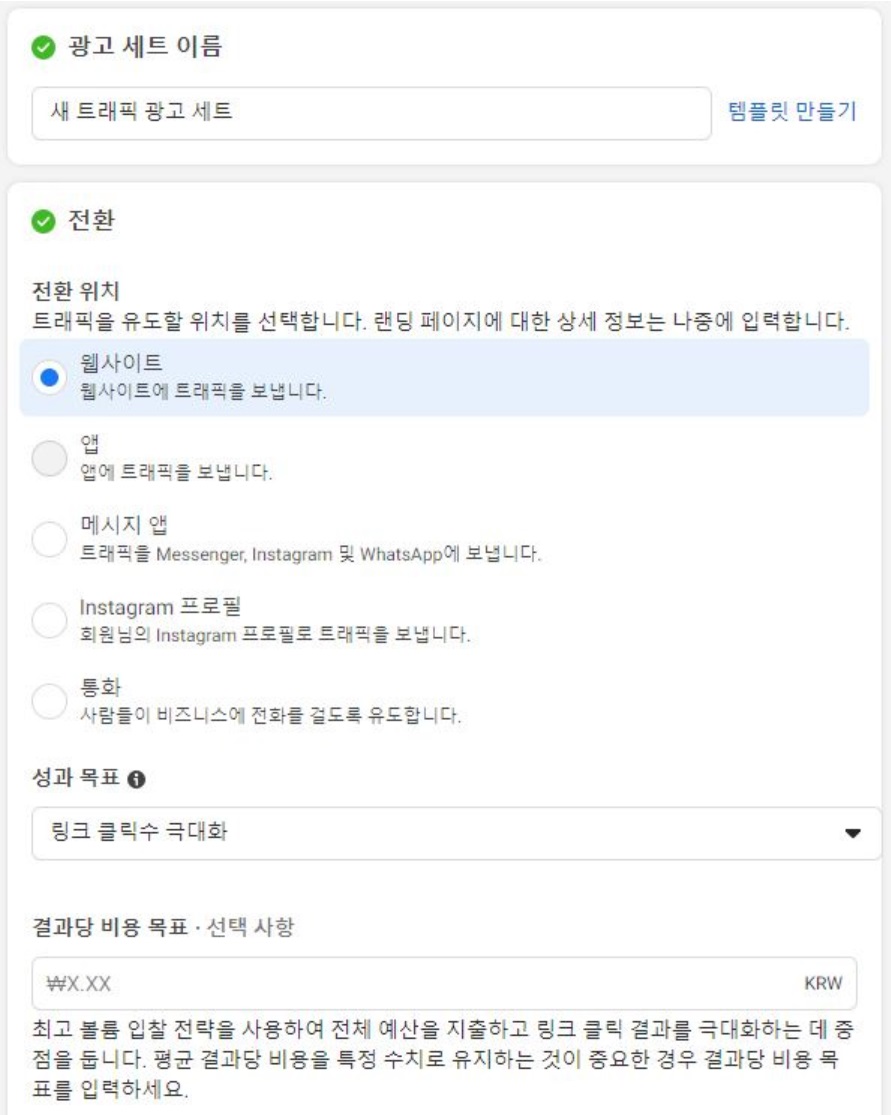 광고 세트 이름
새 트래픽 광고 세트
템플릿 만들기
전환
전환 위치
트래픽을 유도할 위치를 선택합니다. 랜딩 페이지에 대한 상세 정보는 나중에 입력합니다.
웹사이트
웹사이트에 트래픽을 보냅니다.
앱
앱에 트래픽을 보냅니다.
메시지 앱
트래픽을 Messenger, Instagram 및 WhatsApp에 보냅니다.
Instagram 프로필
회원님의 Instagram 프로필로 트래픽을 보냅니다.
통화
사람들이 비즈니스에 전화를 걸도록 유도합니다.
성과 목표
링크 클릭수 극대화
결과당 비용 목표 · 선택 사항
₩X.XX
KRW
최고 볼륨 입찰 전략을 사용하여 전체 예산을 지출하고 링크 클릭 결과를 극대화하는 데 중
점을 둡니다. 평균 결과당 비용을 특정 수치로 유지하는 것이 중요한 경우 결과당 비용 목
표를 입력하세요.